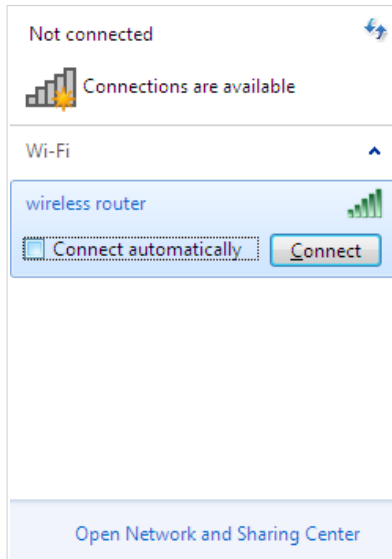 Not connected
Connections are available
Wi-Fi
wireless router
Connect automatically Connect
Open Network and Sharing Center